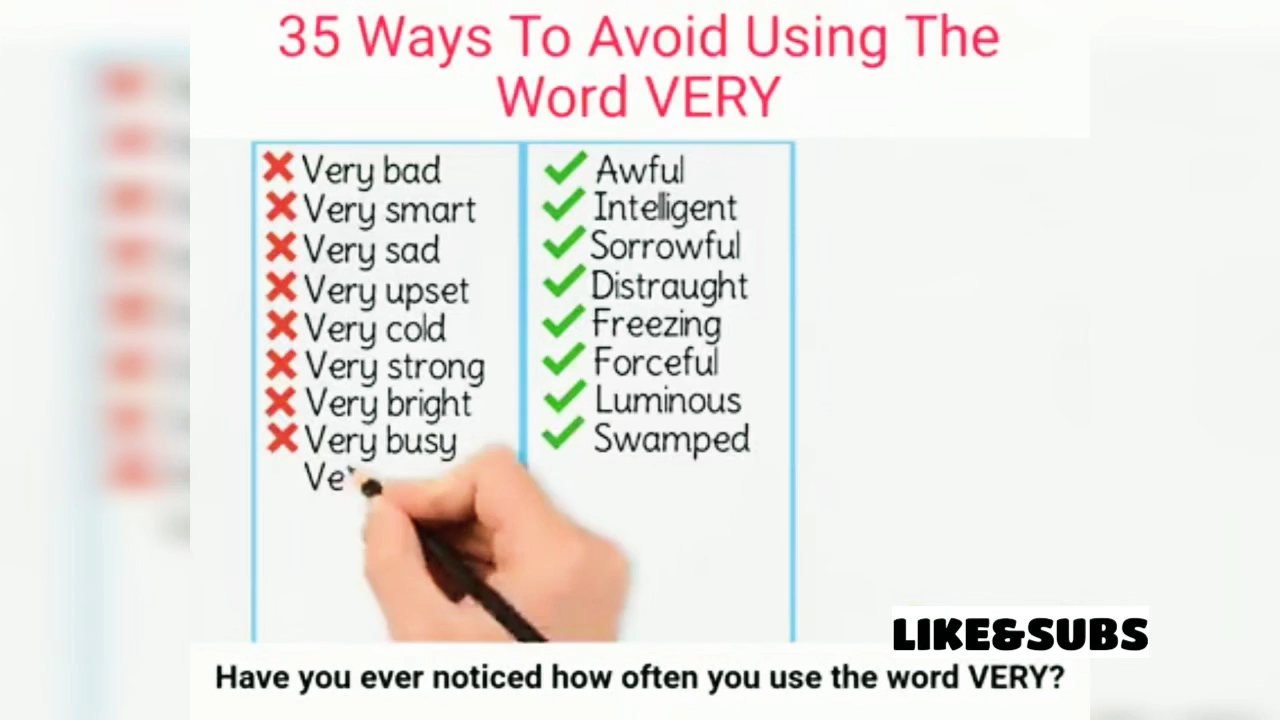 35 Ways To Avoid Using The
Word VERY
Very bad
Very smart
Very sad
Very upset
Very cold
Very strong
Very bright
Very busy
Ve
Awful
Intelligent
Sorrowful
Distraught
Freezing
Forceful
Luminous
Swamped
LIKE&SUBS
Have you ever noticed how often you use the word VERY?